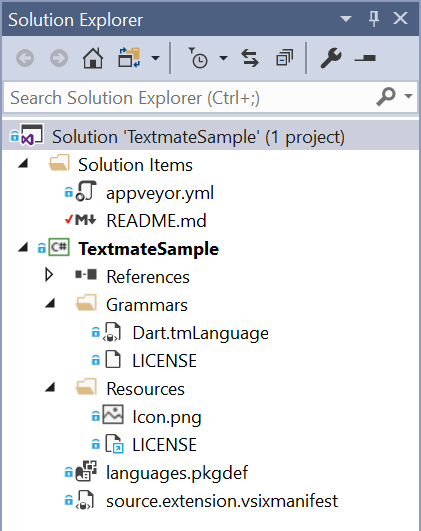 Solution Explorer
Search Solution Explorer (Ctrl+;)
Solution 'TextmateSample' (1 project)
Solution Items
appveyor.yml
README.md
C# TextmateSample
References
Grammars
Dart.tmLanguage
LICENSE
Resources
Icon.png
LICENSE
languages.pkgdef
source.extension.vsixmanifest